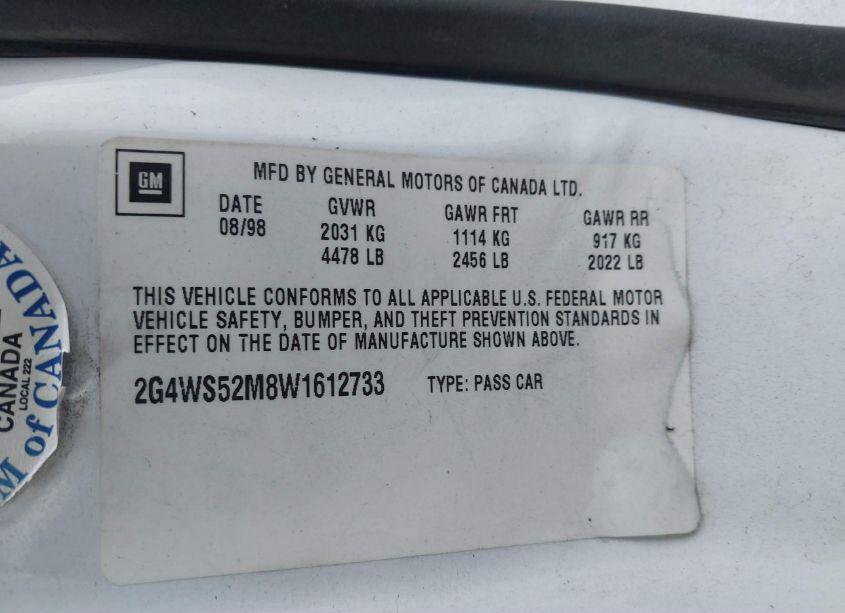 GM
MFD BY GENERAL MOTORS OF CANADA LTD.
DATE GVWR GAWR FRT GAWR RR
08/98 2031 KG 1114 KG 917 KG
4478 LB 2456 LB 2022 LB
THIS VEHICLE CONFORMS TO ALL APPLICABLE U.S. FEDERAL MOTOR
VEHICLE SAFETY, BUMPER, AND THEFT PREVENTION STANDARDS IN
EFFECT ON THE DATE OF MANUFACTURE SHOWN ABOVE.
2G4WS52M8W1612733 TYPE: PASS CAR
CANADA
LOCAL 222
of CANADA